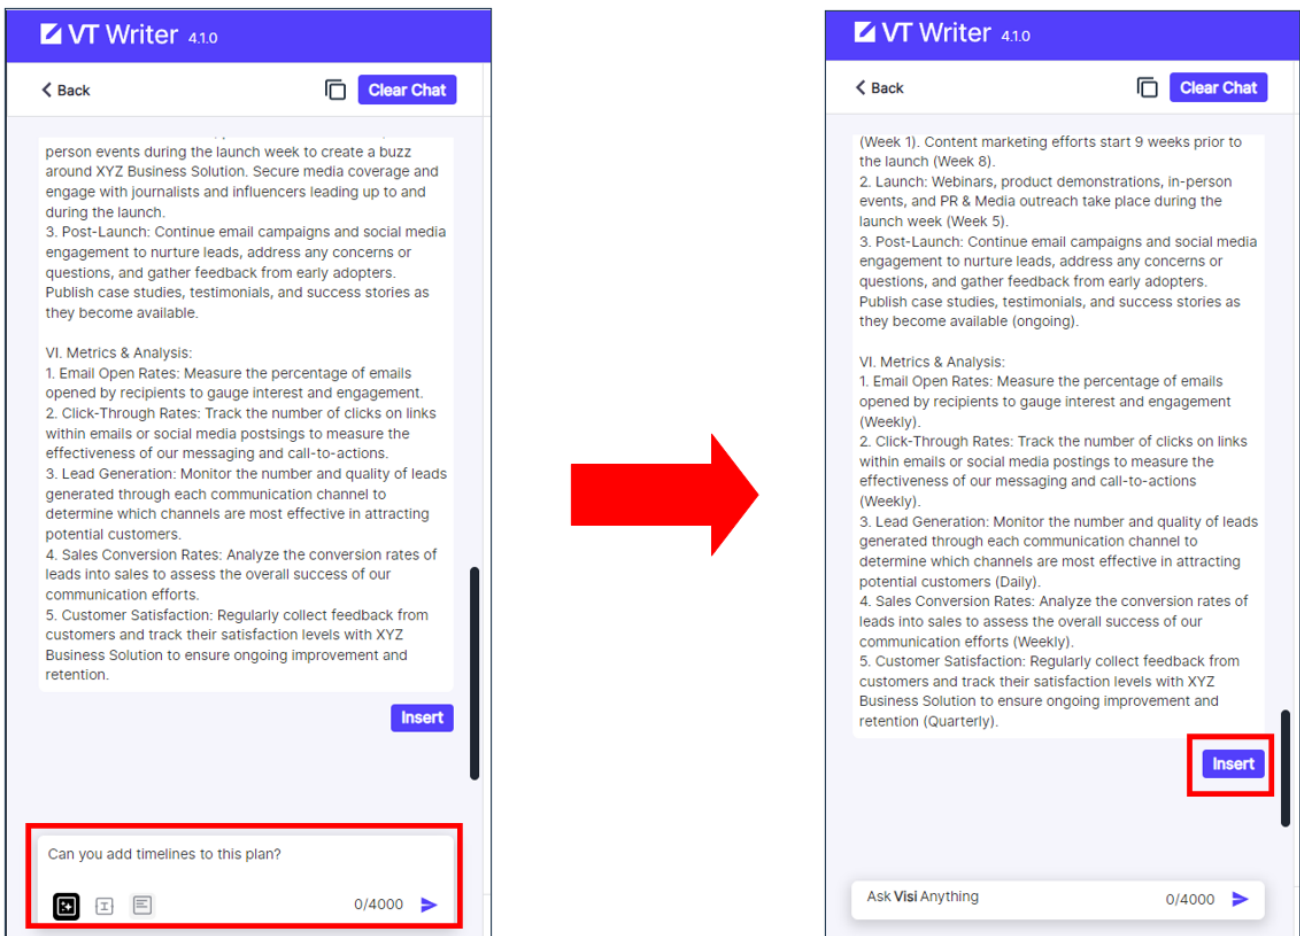 VT Writer 4.1.0
Back
Clear Chat
person events during the launch week to create a buzz
around XYZ Business Solution. Secure media coverage and
engage with journalists and influencers leading up to and
during the launch.
3. Post-Launch: Continue email campaigns and social media
engagement to nurture leads, address any concerns or
questions, and gather feedback from early adopters.
Publish case studies, testimonials, and success stories as
they become available.
VI. Metrics & Analysis:
1. Email Open Rates: Measure the percentage of emails
opened by recipients to gauge interest and engagement.
2. Click-Through Rates: Track the number of clicks on links
within emails or social media postsings to measure the
effectiveness of our messaging and call-to-actions.
3. Lead Generation: Monitor the number and quality of leads
generated through each communication channel to
determine which channels are most effective in attracting
potential customers.
4. Sales Conversion Rates: Analyze the conversion rates of
leads into sales to assess the overall success of our
communication efforts.
5. Customer Satisfaction: Regularly collect feedback from
customers and track their satisfaction levels with XYZ
Business Solution to ensure ongoing improvement and
retention.
Insert
Can you add timelines to this plan?
0/4000
VT Writer 4.1.0
Back
Clear Chat
(Week 1). Content marketing efforts start 9 weeks prior to
the launch (Week 8).
2. Launch: Webinars, product demonstrations, in-person
events, and PR & Media outreach take place during the
launch week (Week 5).
3. Post-Launch: Continue email campaigns and social media
engagement to nurture leads, address any concerns or
questions, and gather feedback from early adopters.
Publish case studies, testimonials, and success stories as
they become available (ongoing).
VI. Metrics & Analysis:
1. Email Open Rates: Measure the percentage of emails
opened by recipients to gauge interest and engagement
(Weekly).
2. Click-Through Rates: Track the number of clicks on links
within emails or social media postings to measure the
effectiveness of our messaging and call-to-actions
(Weekly).
3. Lead Generation: Monitor the number and quality of leads
generated through each communication channel to
determine which channels are most effective in attracting
potential customers (Daily).
4. Sales Conversion Rates: Analyze the conversion rates of
leads into sales to assess the overall success of our
communication efforts (Weekly).
5. Customer Satisfaction: Regularly collect feedback from
customers and track their satisfaction levels with XYZ
Business Solution to ensure ongoing improvement and
retention (Quarterly).
Insert
Ask Visi Anything
0/4000